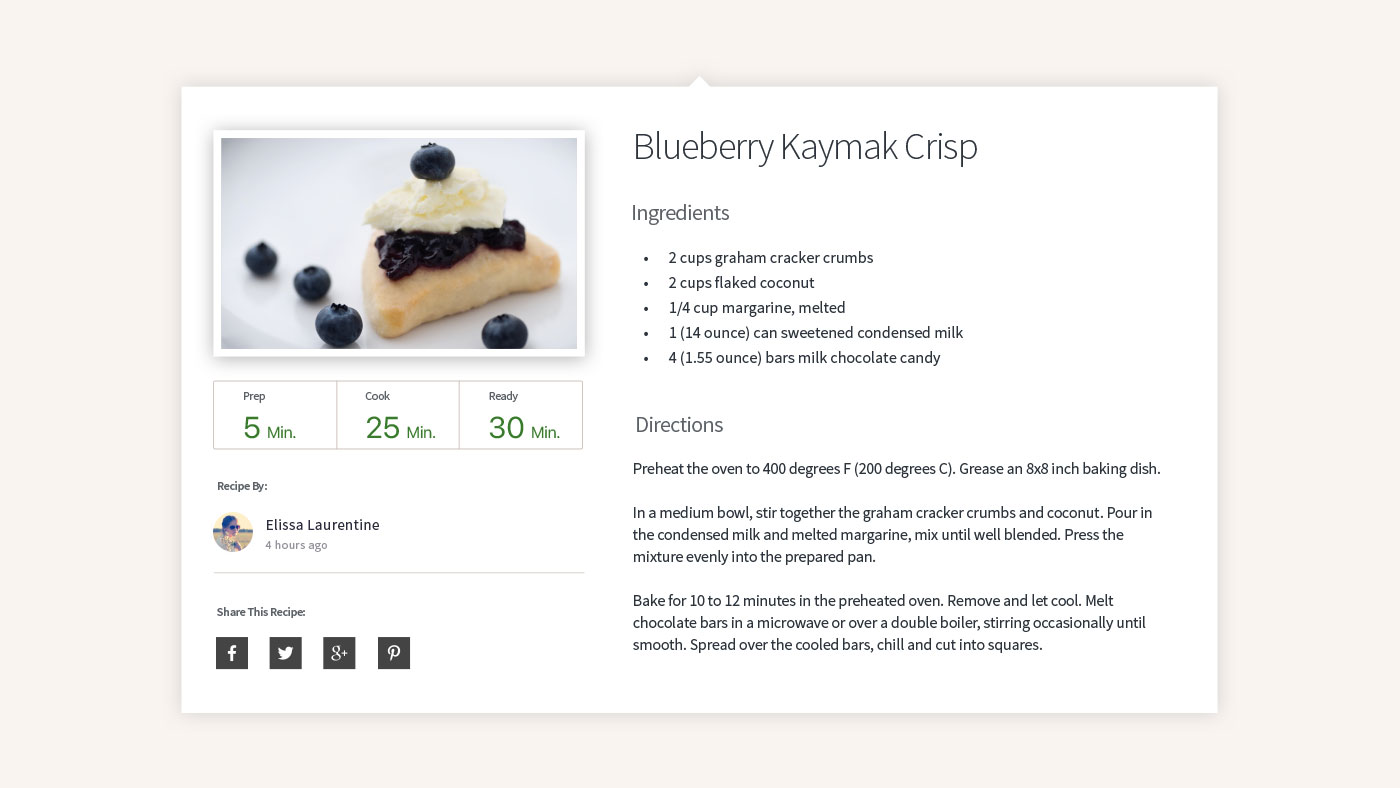 Blueberry Kaymak Crisp
Ingredients
• 2 cups graham cracker crumbs
• 2 cups flaked coconut
• 1/4 cup margarine, melted
• 1 (14 ounce) can sweetened condensed milk
• 4 (1.55 ounce) bars milk chocolate candy
Directions
Preheat the oven to 400 degrees F (200 degrees C). Grease an 8x8 inch baking dish.
In a medium bowl, stir together the graham cracker crumbs and coconut. Pour in
the condensed milk and melted margarine, mix until well blended. Press the
mixture evenly into the prepared pan.
Bake for 10 to 12 minutes in the preheated oven. Remove and let cool. Melt
chocolate bars in a microwave or over a double boiler, stirring occasionally until
smooth. Spread over the cooled bars, chill and cut into squares.
Prep
5 Min.
Cook
25 Min.
Ready
30 Min.
Recipe By:
Elissa Laurentine
4 hours ago
Share This Recipe:
f
g+